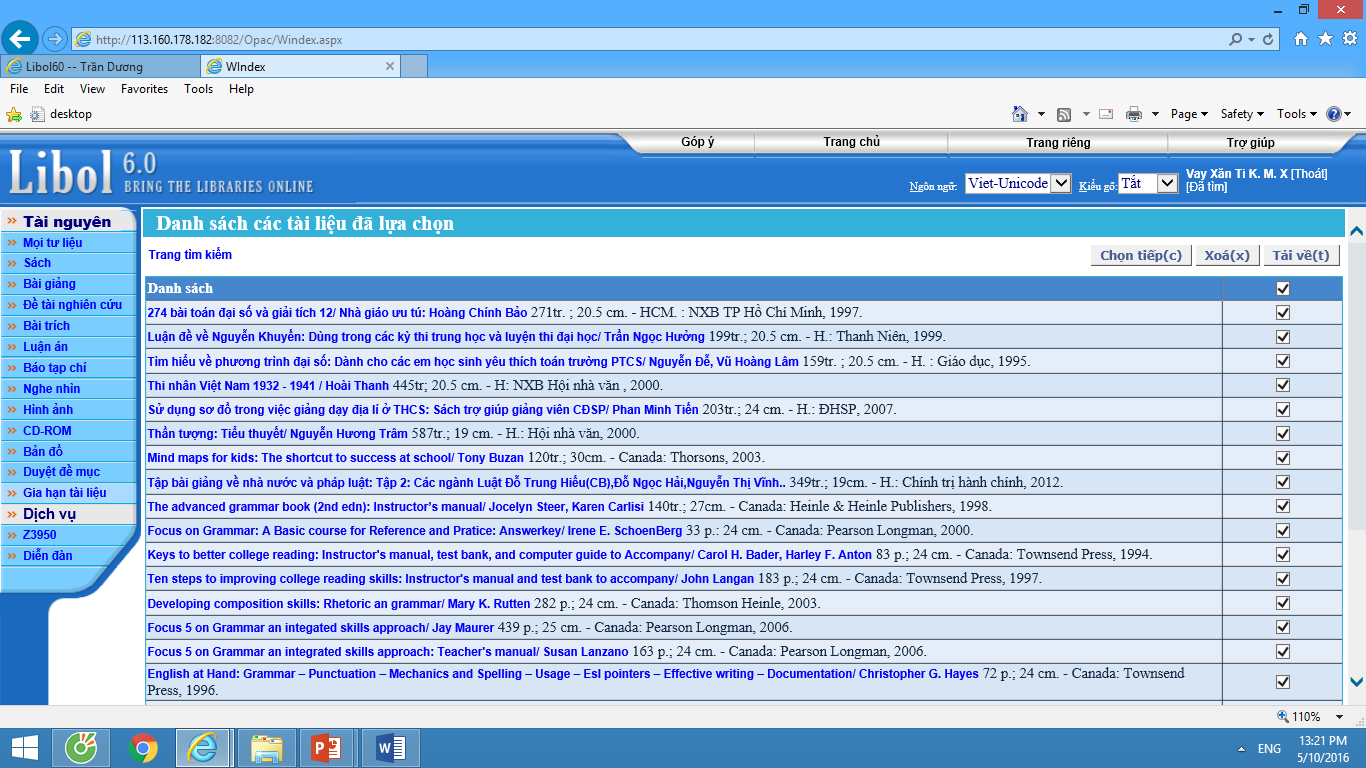 http://113.160.178.182:8082/Opac/Windex.aspx
Libol60 -- Trần Dương
WIndex
File Edit View Favorites Tools Help
desktop
Page Safety Tools
Góp ý Trang chủ Trang riêng Trợ giúp
Libol 6.0
BRING THE LIBRARIES ONLINE
Ngôn ngữ: Viet-Unicode Kiểu gõ: Tắt
Vay Xăn Ti K. M. X [Thoát]
[Đã tìm]
Tài nguyên
Mọi tư liệu
Sách
Bài giảng
Đề tài nghiên cứu
Bài trích
Luận án
Báo tạp chí
Nghe nhìn
Hình ảnh
CD-ROM
Bản đồ
Duyệt đề mục
Gia hạn tài liệu
Dịch vụ
Z3950
Diễn đàn
Danh sách các tài liệu đã lựa chọn
Trang tìm kiếm
Chọn tiếp(c) Xoá(x) Tải về(t)
Danh sách
274 bài toán đại số và giải tích 12/ Nhà giáo ưu tú: Hoàng Chính Bảo 271tr. ; 20.5 cm. - HCM. : NXB TP Hồ Chí Minh, 1997.
Luận đề về Nguyễn Khuyến: Dùng trong các kỳ thi trung học và luyện thi đại học/ Trần Ngọc Hưởng 199tr.; 20.5 cm. - H.: Thanh Niên, 1999.
Tìm hiểu về phương trình đại số: Dành cho các em học sinh yêu thích toán trường PTCS/ Nguyễn Đễ, Vũ Hoàng Lâm 159tr. ; 20.5 cm. - H. : Giáo dục, 1995.
Thi nhân Việt Nam 1932 - 1941 / Hoài Thanh 445tr; 20.5 cm. - H: NXB Hội nhà văn , 2000.
Sử dụng sơ đồ trong việc giảng dạy địa lí ở THCS: Sách trợ giúp giảng viên CĐSP/ Phan Minh Tiến 203tr.; 24 cm. - H.: ĐHSP, 2007.
Thần tượng: Tiểu thuyết/ Nguyễn Hương Trâm 587tr.; 19 cm. - H.: Hội nhà văn, 2000.
Mind maps for kids: The shortcut to success at school/ Tony Buzan 120tr.; 30cm. - Canada: Thorsons, 2003.
Tập bài giảng về nhà nước và pháp luật: Tập 2: Các ngành Luật Đỗ Trung Hiếu(CB),Đỗ Ngọc Hải,Nguyễn Thị Vĩnh.. 349tr.; 19cm. - H.: Chính trị hành chính, 2012.
The advanced grammar book (2nd edn): Instructor’s manual/ Jocelyn Steer, Karen Carlisi 140tr.; 27cm. - Canada: Heinle & Heinle Publishers, 1998.
Focus on Grammar: A Basic course for Reference and Pratice: Answerkey/ Irene E. SchoenBerg 33 p.: 24 cm. - Canada: Pearson Longman, 2000.
Keys to better college reading: Instructor's manual, test bank, and computer guide to Accompany/ Carol H. Bader, Harley F. Anton 83 p.; 24 cm. - Canada: Townsend Press, 1994.
Ten steps to improving college reading skills: Instructor's manual and test bank to accompany/ John Langan 183 p.; 24 cm. - Canada: Townsend Press, 1997.
Developing composition skills: Rhetoric an grammar/ Mary K. Rutten 282 p.; 24 cm. - Canada: Thomson Heinle, 2003.
Focus 5 on Grammar an integated skills approach/ Jay Maurer 439 p.; 25 cm. - Canada: Pearson Longman, 2006.
Focus 5 on Grammar an integrated skills approach: Teacher's manual/ Susan Lanzano 163 p.; 24 cm. - Canada: Pearson Longman, 2006.
English at Hand: Grammar – Punctuation – Mechanics and Spelling – Usage – Esl pointers – Effective writing – Documentation/ Christopher G. Hayes 72 p.; 24 cm. - Canada: Townsend
Press, 1996.
110%
ENG
13:21 PM
5/10/2016